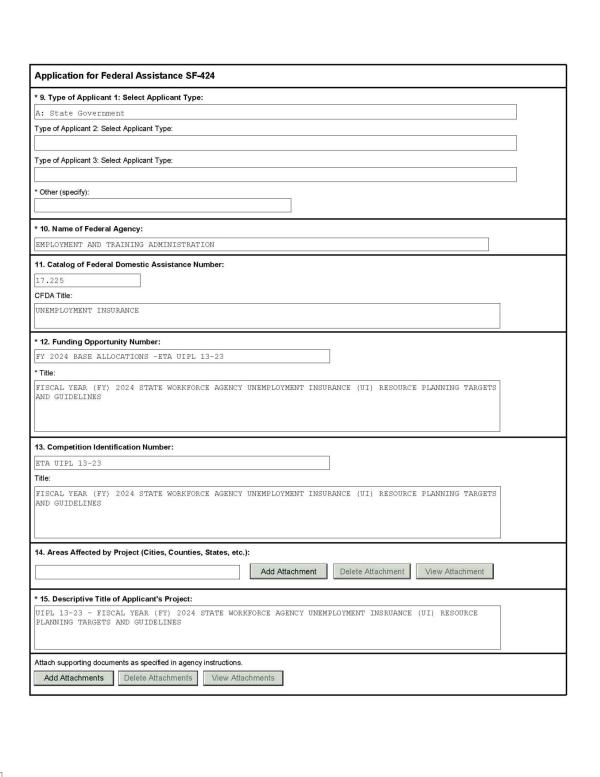 Application for Federal Assistance SF-424
* 9. Type of Applicant 1: Select Applicant Type:
A: State Government
Type of Applicant 2: Select Applicant Type:
Type of Applicant 3: Select Applicant Type:
* Other (specify):
* 10. Name of Federal Agency:
EMPLOYMENT AND TRAINING ADMINISTRATION
11. Catalog of Federal Domestic Assistance Number:
17.225
CFDA Title:
UNEMPLOYMENT INSURANCE
* 12. Funding Opportunity Number:
FY 2024 BASE ALLOCATIONS -ETA UIPL 13-23
* Title:
FISCAL YEAR (FY) 2024 STATE WORKFORCE AGENCY UNEMPLOYMENT INSURANCE (UI) RESOURCE PLANNING TARGETS
AND GUIDELINES
13. Competition Identification Number:
ETA UIPL 13-23
Title:
FISCAL YEAR (FY) 2024 STATE WORKFORCE AGENCY UNEMPLOYMENT INSURANCE (UI) RESOURCE PLANNING TARGETS
AND GUIDELINES
14. Areas Affected by Project (Cities, Counties, States, etc.):
Add Attachment Delete Attachment View Attachment
* 15. Descriptive Title of Applicant's Project:
UIPL 13-23 - FISCAL YEAR (FY) 2024 STATE WORKFORCE AGENCY UNEMPLOYMENT INSRUANCE (UI) RESOURCE
PLANNING TARGETS AND GUIDELINES
Attach supporting documents as specified in agency instructions.
Add Attachments Delete Attachments View Attachments